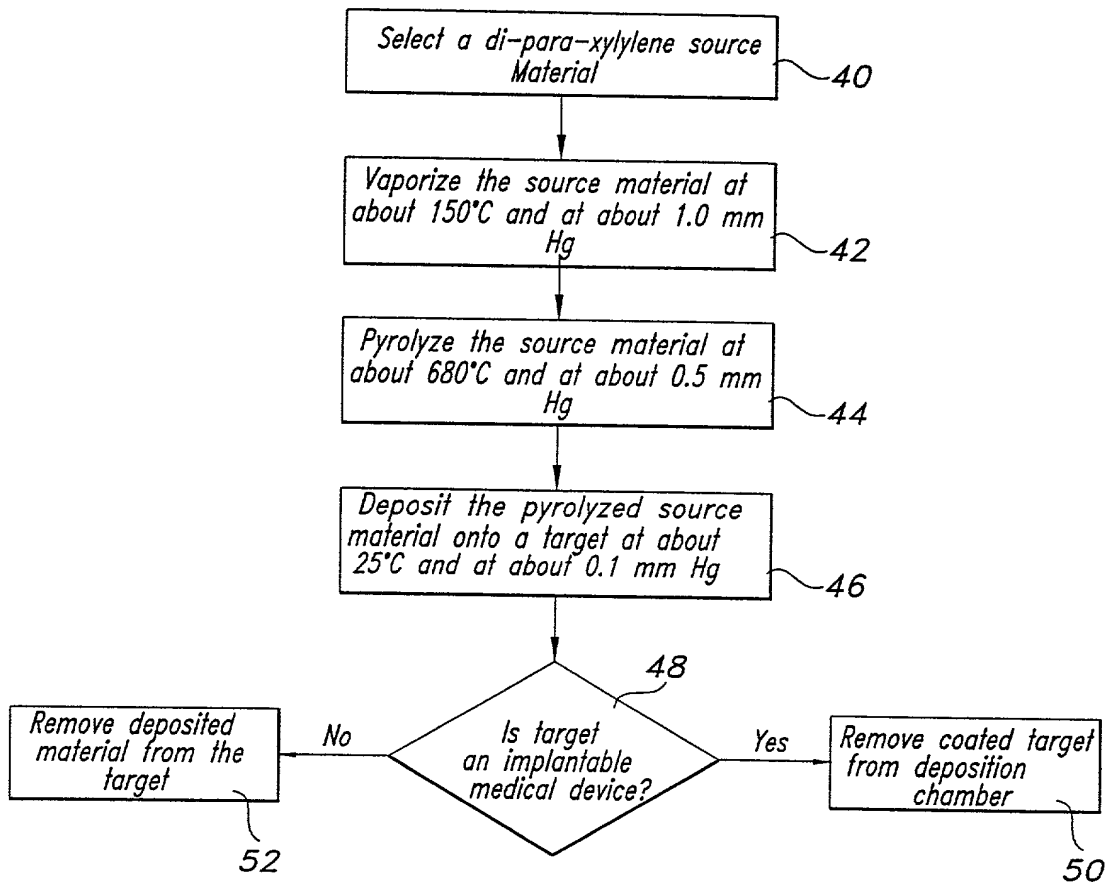 Select a di-para-xylylene source
Material
40
Vaporize the source material at
about 150°C and at about 1.0 mm
Hg
42
Pyrolyze the source material at
about 680°C and at about 0.5 mm
Hg
44
Deposit the pyrolyzed source
material onto a target at about
25°C and at about 0.1 mm Hg
46
48
Is target
an implantable
medical device?
No
Remove deposited
material from the
target
52
Yes
Remove coated target
from deposition
chamber
50